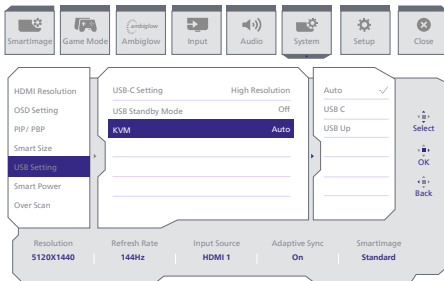 ambiglow
SmartImage
Game Mode
Ambiglow
Input
Audio
System
Setup
Close
HDMI Resolution
OSD Setting
PIP/ PBP
Smart Size
USB Setting
Smart Power
Over Scan
USB-C Setting High Resolution
USB Standby Mode Off
KVM Auto
Auto
USB C
USB Up
Select
OK
Back
Resolution
5120X1440
Refresh Rate
144Hz
Input Source
HDMI 1
Adaptive Sync
On
SmartImage
Standard